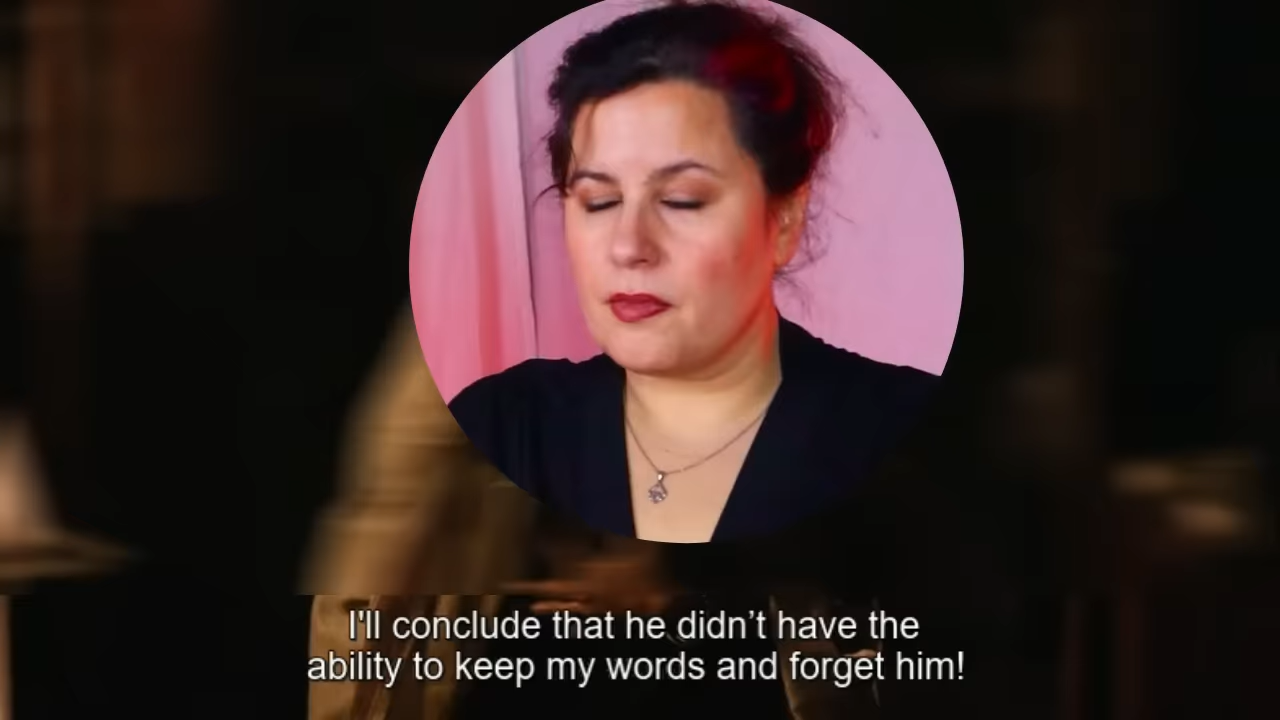 I'll conclude that he didn’t have the
ability to keep my words and forget him!